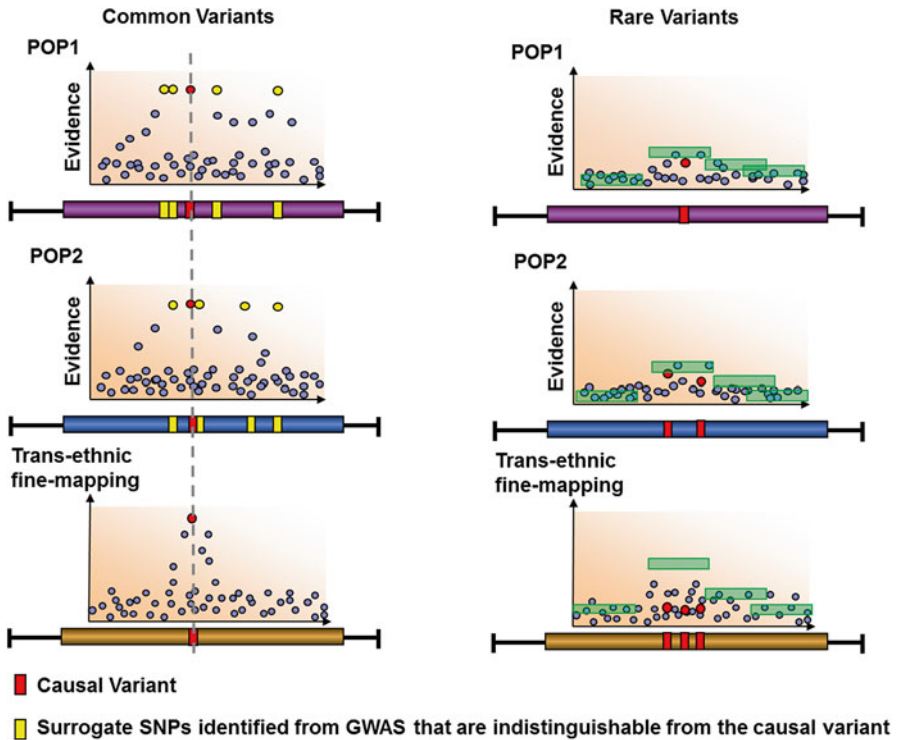 Common Variants
POP1
Evidence
POP2
Evidence
Trans-ethnic
fine-mapping
Rare Variants
POP1
Evidence
POP2
Evidence
Trans-ethnic
fine-mapping
Causal Variant
Surrogate SNPs identified from GWAS that are indistinguishable from the causal variant